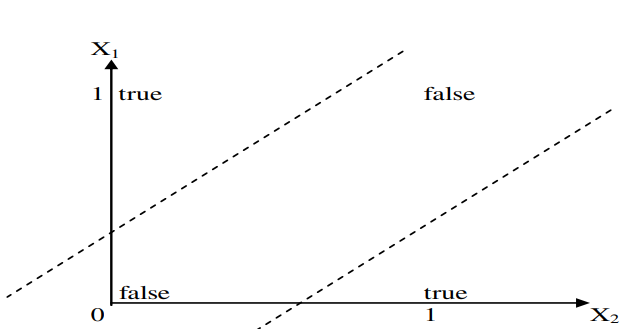 X₁
1 true false
false true
0 1 X₂